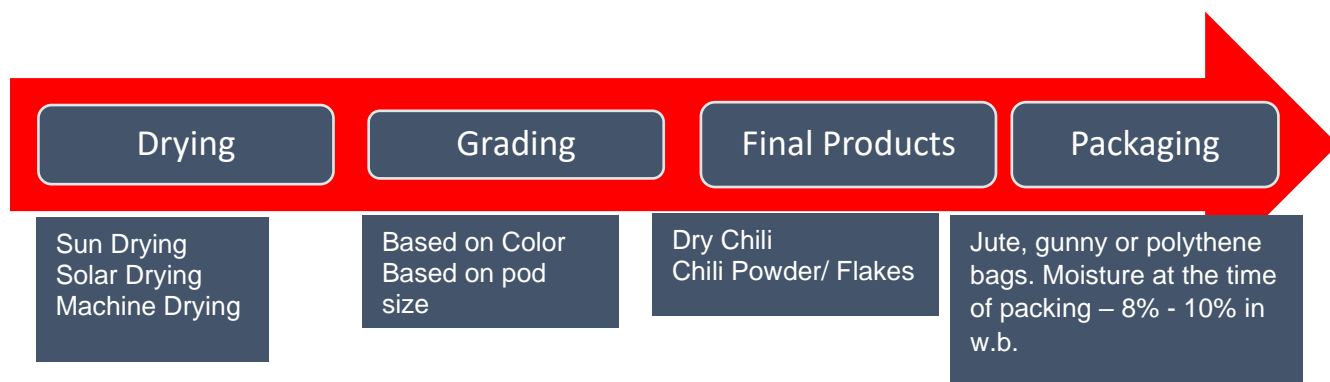 Drying
Grading
Final Products
Packaging
Sun Drying
Solar Drying
Machine Drying
Based on Color
Based on pod
size
Dry Chili
Chili Powder/ Flakes
Jute, gunny or polythene
bags. Moisture at the time
of packing – 8% - 10% in
w.b.